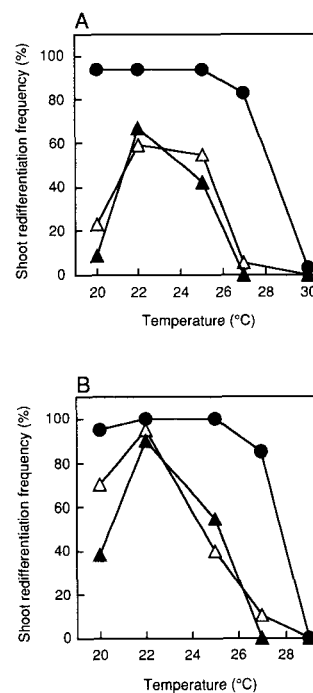 A
Shoot redifferentiation frequency (%)
100
80
60
40
20
0
20 22 24 26 28 30
Temperature (°C)
B
Shoot redifferentiation frequency (%)
100
80
60
40
20
0
20 22 24 26 28
Temperature (°C)